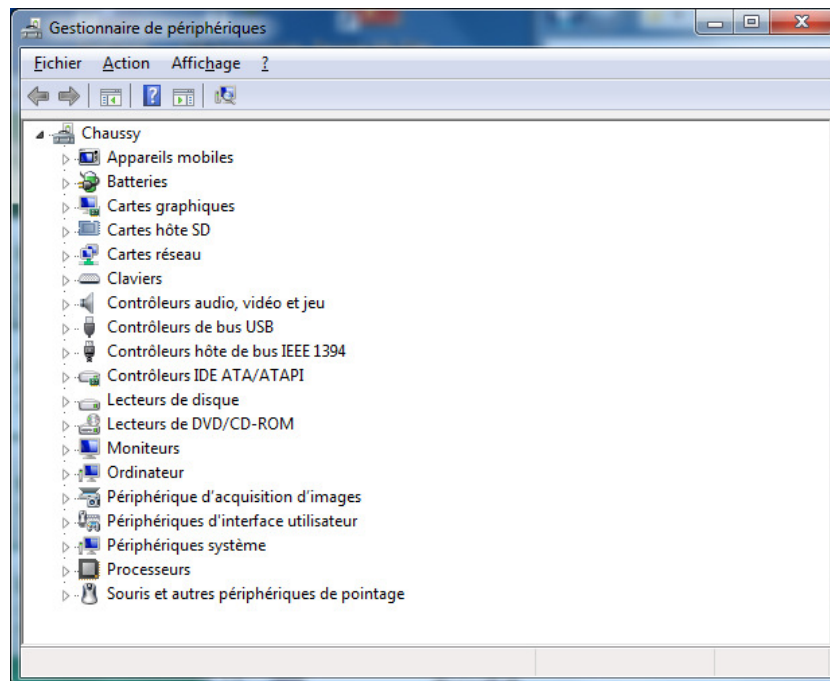 Gestionnaire de périphériques
Fichier Action Affichage ?
Chaussy
Appareils mobiles
Batteries
Cartes graphiques
Cartes hôte SD
Cartes réseau
Claviers
Contrôleurs audio, vidéo et jeu
Contrôleurs de bus USB
Contrôleurs hôte de bus IEEE 1394
Contrôleurs IDE ATA/ATAPI
Lecteurs de disque
Lecteurs de DVD/CD-ROM
Moniteurs
Ordinateur
Périphérique d'acquisition d'images
Périphériques d'interface utilisateur
Périphériques système
Processeurs
Souris et autres périphériques de pointage